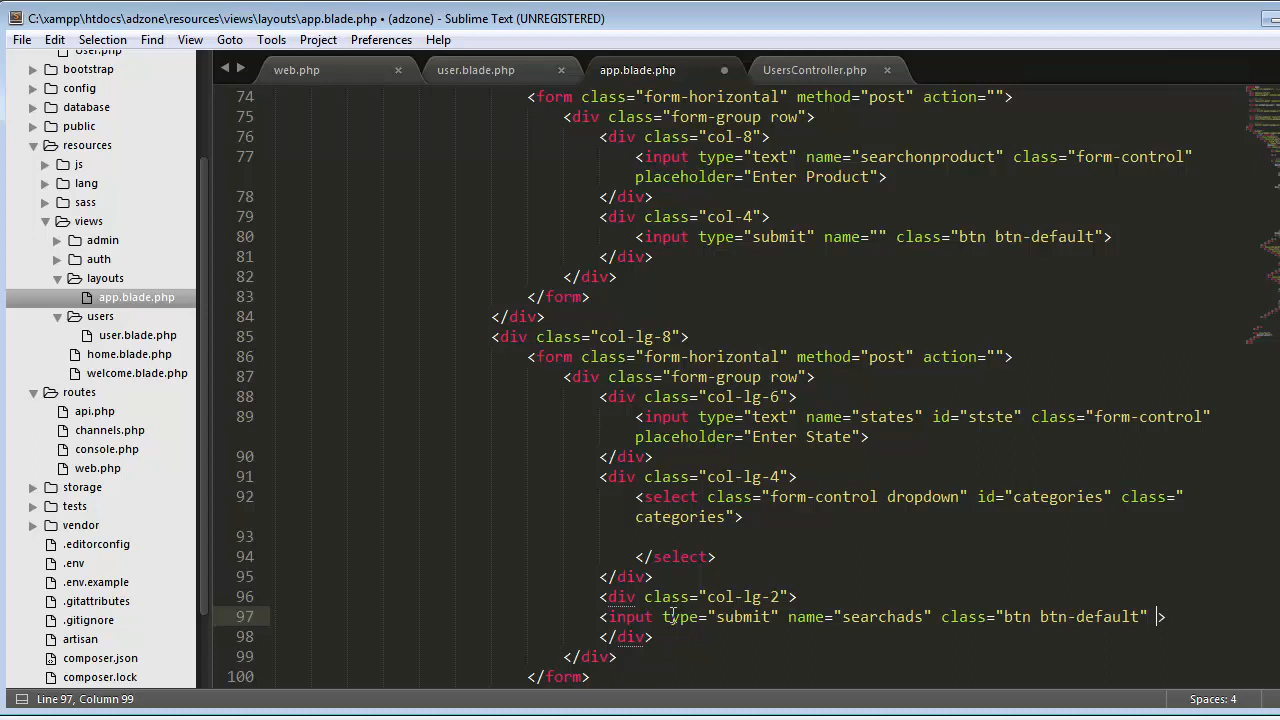 C:\xampp\htdocs\adzone\resources\views\layouts\app.blade.php • (adzone) - Sublime Text (UNREGISTERED)
File Edit Selection Find View Goto Tools Project Preferences Help
User.php
bootstrap
config
database
public
resources
js
lang
sass
views
admin
auth
layouts
app.blade.php
users
user.blade.php
home.blade.php
welcome.blade.php
routes
api.php
channels.php
console.php
web.php
storage
tests
vendor
.editorconfig
.env
.env.example
.gitattributes
.gitignore
artisan
composer.json
composer.lock
web.php × user.blade.php × app.blade.php • UsersController.php ×
74 <form class="form-horizontal" method="post" action="">
75 <div class="form-group row">
76 <div class="col-8">
77 <input type="text" name="searchonproduct" class="form-control"
placeholder="Enter Product">
78 </div>
79 <div class="col-4">
80 <input type="submit" name="" class="btn btn-default">
81 </div>
82 </div>
83 </form>
84 </div>
85 <div class="col-lg-8">
86 <form class="form-horizontal" method="post" action="">
87 <div class="form-group row">
88 <div class="col-lg-6">
89 <input type="text" name="states" id="stste" class="form-control"
placeholder="Enter State">
90 </div>
91 <div class="col-lg-4">
92 <select class="form-control dropdown" id="categories" class="
categories">
93
94 </select>
95 </div>
96 <div class="col-lg-2">
97 <input type="submit" name="searchads" class="btn btn-default" >
98 </div>
99 </div>
100 </form>
Line 97, Column 99
Spaces: 4